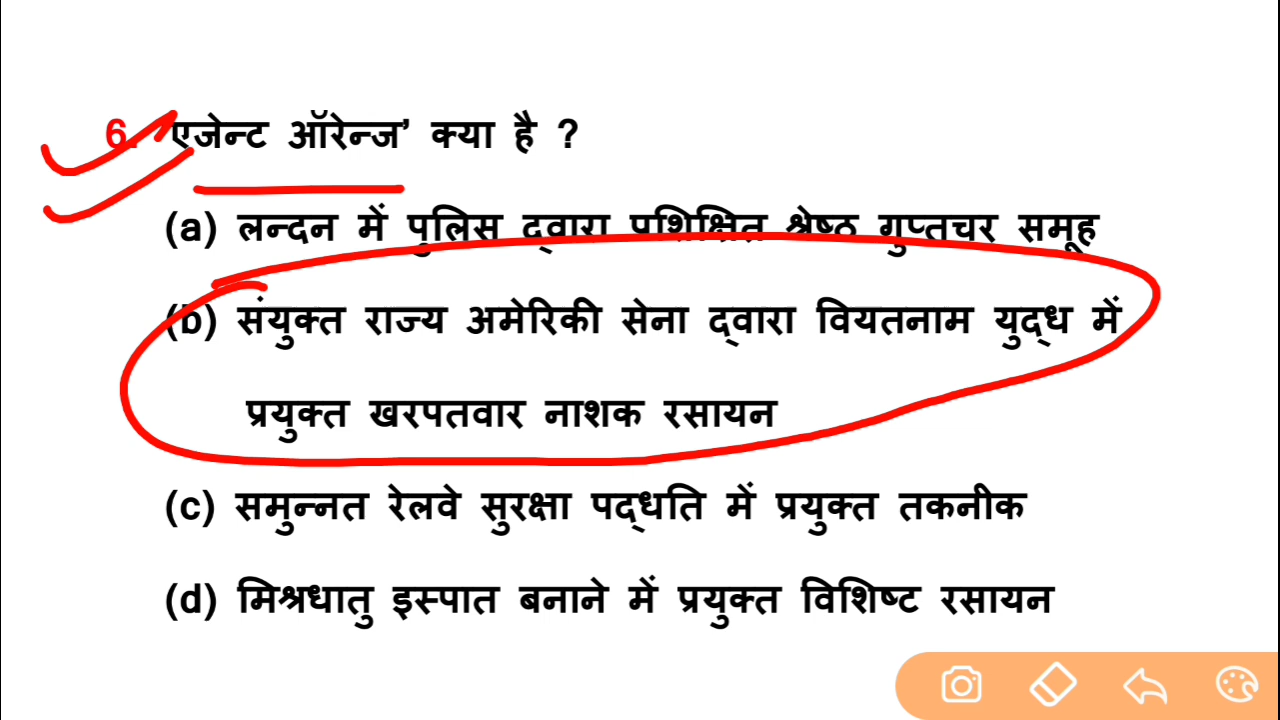 6. एजेन्ट ऑरेन्ज’ क्या है ?
(a) लन्दन में पुलिस द्वारा प्रशिक्षित श्रेष्ठ गुप्तचर समूह
(b) संयुक्त राज्य अमेरिकी सेना द्वारा वियतनाम युद्ध में
प्रयुक्त खरपतवार नाशक रसायन
(c) समुन्नत रेलवे सुरक्षा पद्धति में प्रयुक्त तकनीक
(d) मिश्रधातु इस्पात बनाने में प्रयुक्त विशिष्ट रसायन